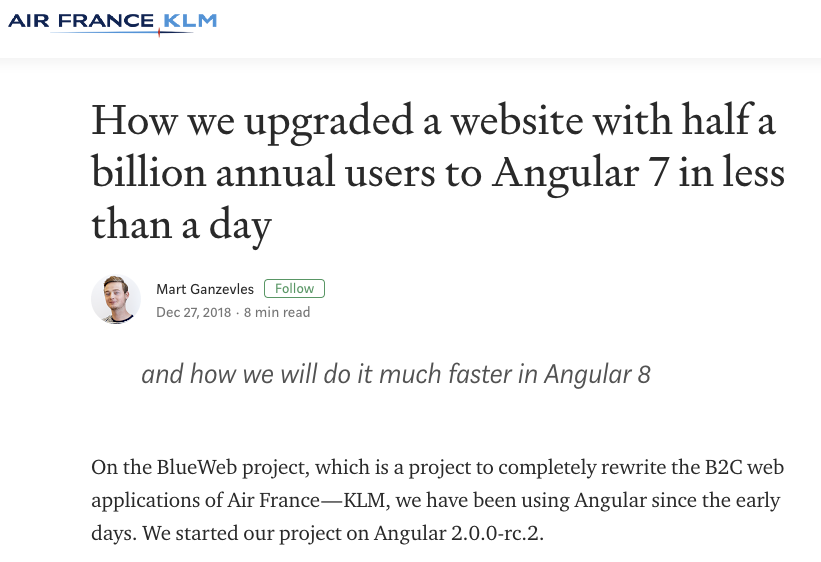 AIR FRANCE KLM
How we upgraded a website with half a
billion annual users to Angular 7 in less
than a day
Mart Ganzevles Follow
Dec 27, 2018 · 8 min read
and how we will do it much faster in Angular 8
On the BlueWeb project, which is a project to completely rewrite the B2C web
applications of Air France—KLM, we have been using Angular since the early
days. We started our project on Angular 2.0.0-rc.2.